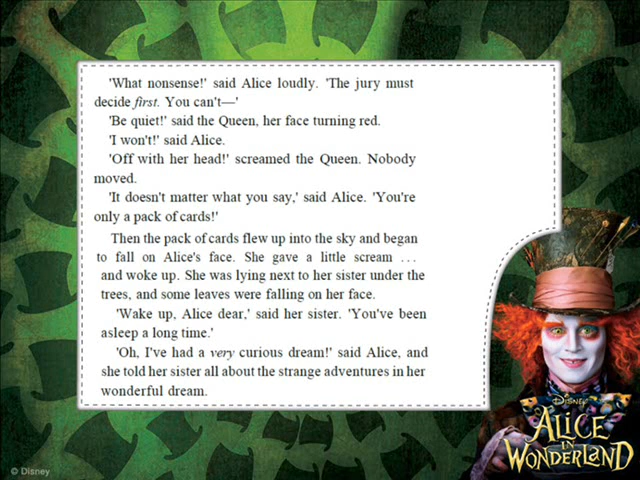 'What nonsense!' said Alice loudly. 'The jury must
decide first. You can't—'
'Be quiet!' said the Queen, her face turning red.
'I won't!' said Alice.
'Off with her head!' screamed the Queen. Nobody
moved.
'It doesn't matter what you say,' said Alice. 'You're
only a pack of cards!'
Then the pack of cards flew up into the sky and began
to fall on Alice's face. She gave a little scream ...
and woke up. She was lying next to her sister under the
trees, and some leaves were falling on her face.
'Wake up, Alice dear,' said her sister. 'You've been
asleep a long time.'
'Oh, I've had a very curious dream!' said Alice, and
she told her sister all about the strange adventures in her
wonderful dream.
DISNEY
ALICE
IN
WONDERLAND
© Disney